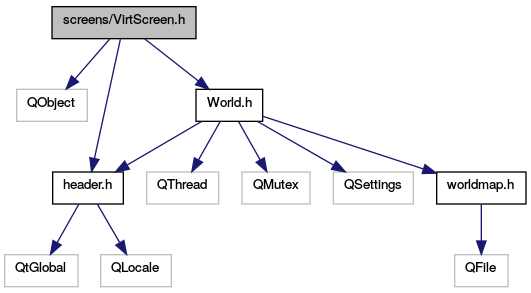 screens/VirtScreen.h
QObject
World.h
header.h
QThread
QMutex
QSettings
worldmap.h
QtGlobal
QLocale
QFile